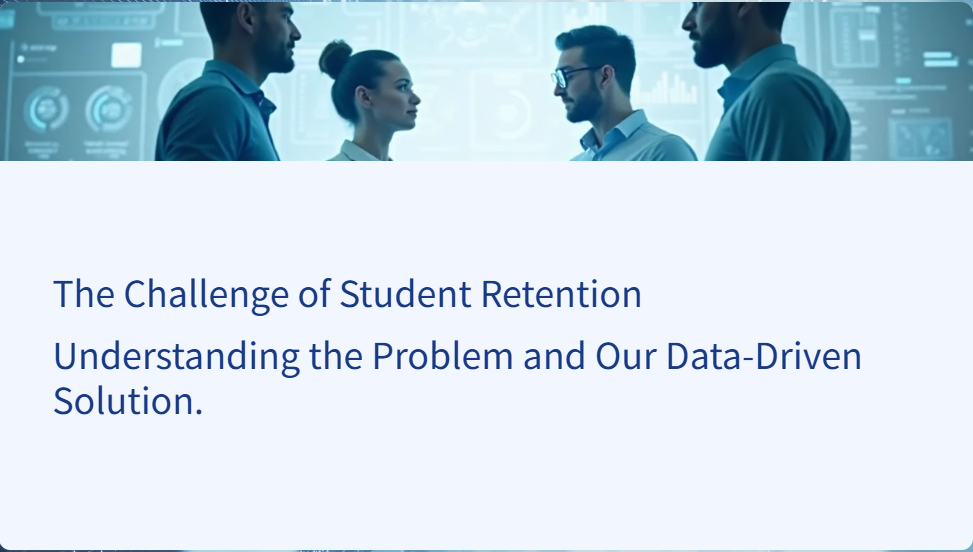 The Challenge of Student Retention
Understanding the Problem and Our Data-Driven
Solution.